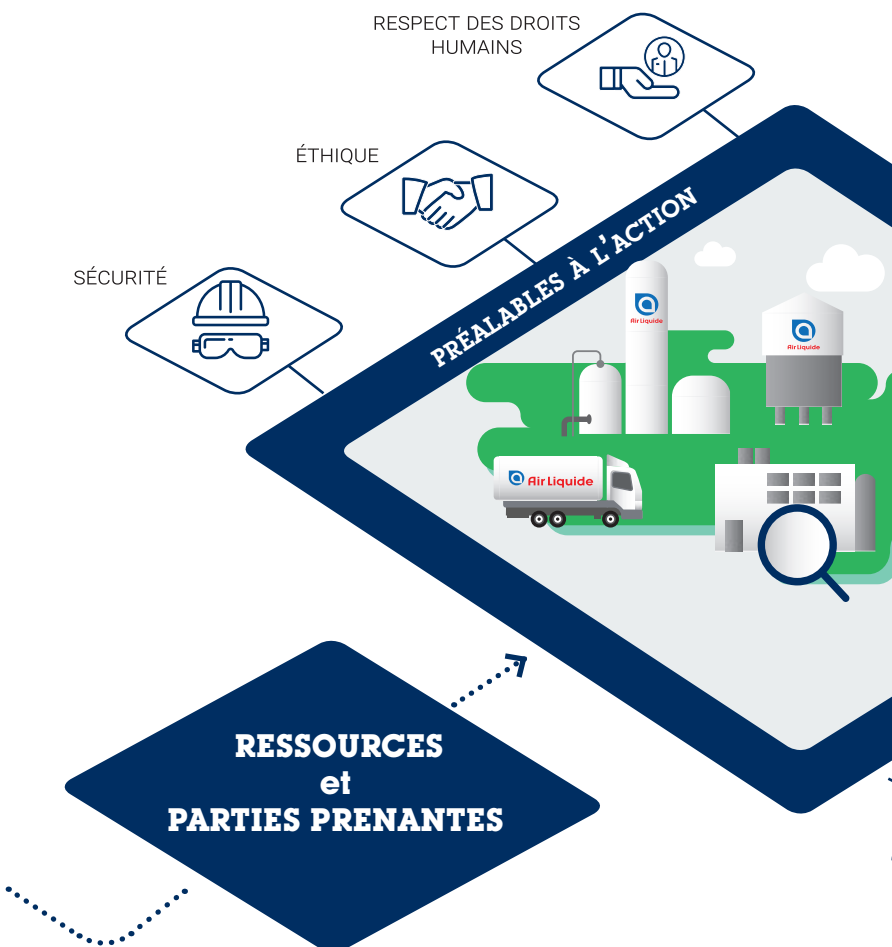 RESPECT DES DROITS
HUMAINS
ÉTHIQUE
SÉCURITÉ
PRÉALABLES À L'ACTION
Air Liquide
Air Liquide
Air Liquide
RESSOURCES
et
PARTIES PRENANTES